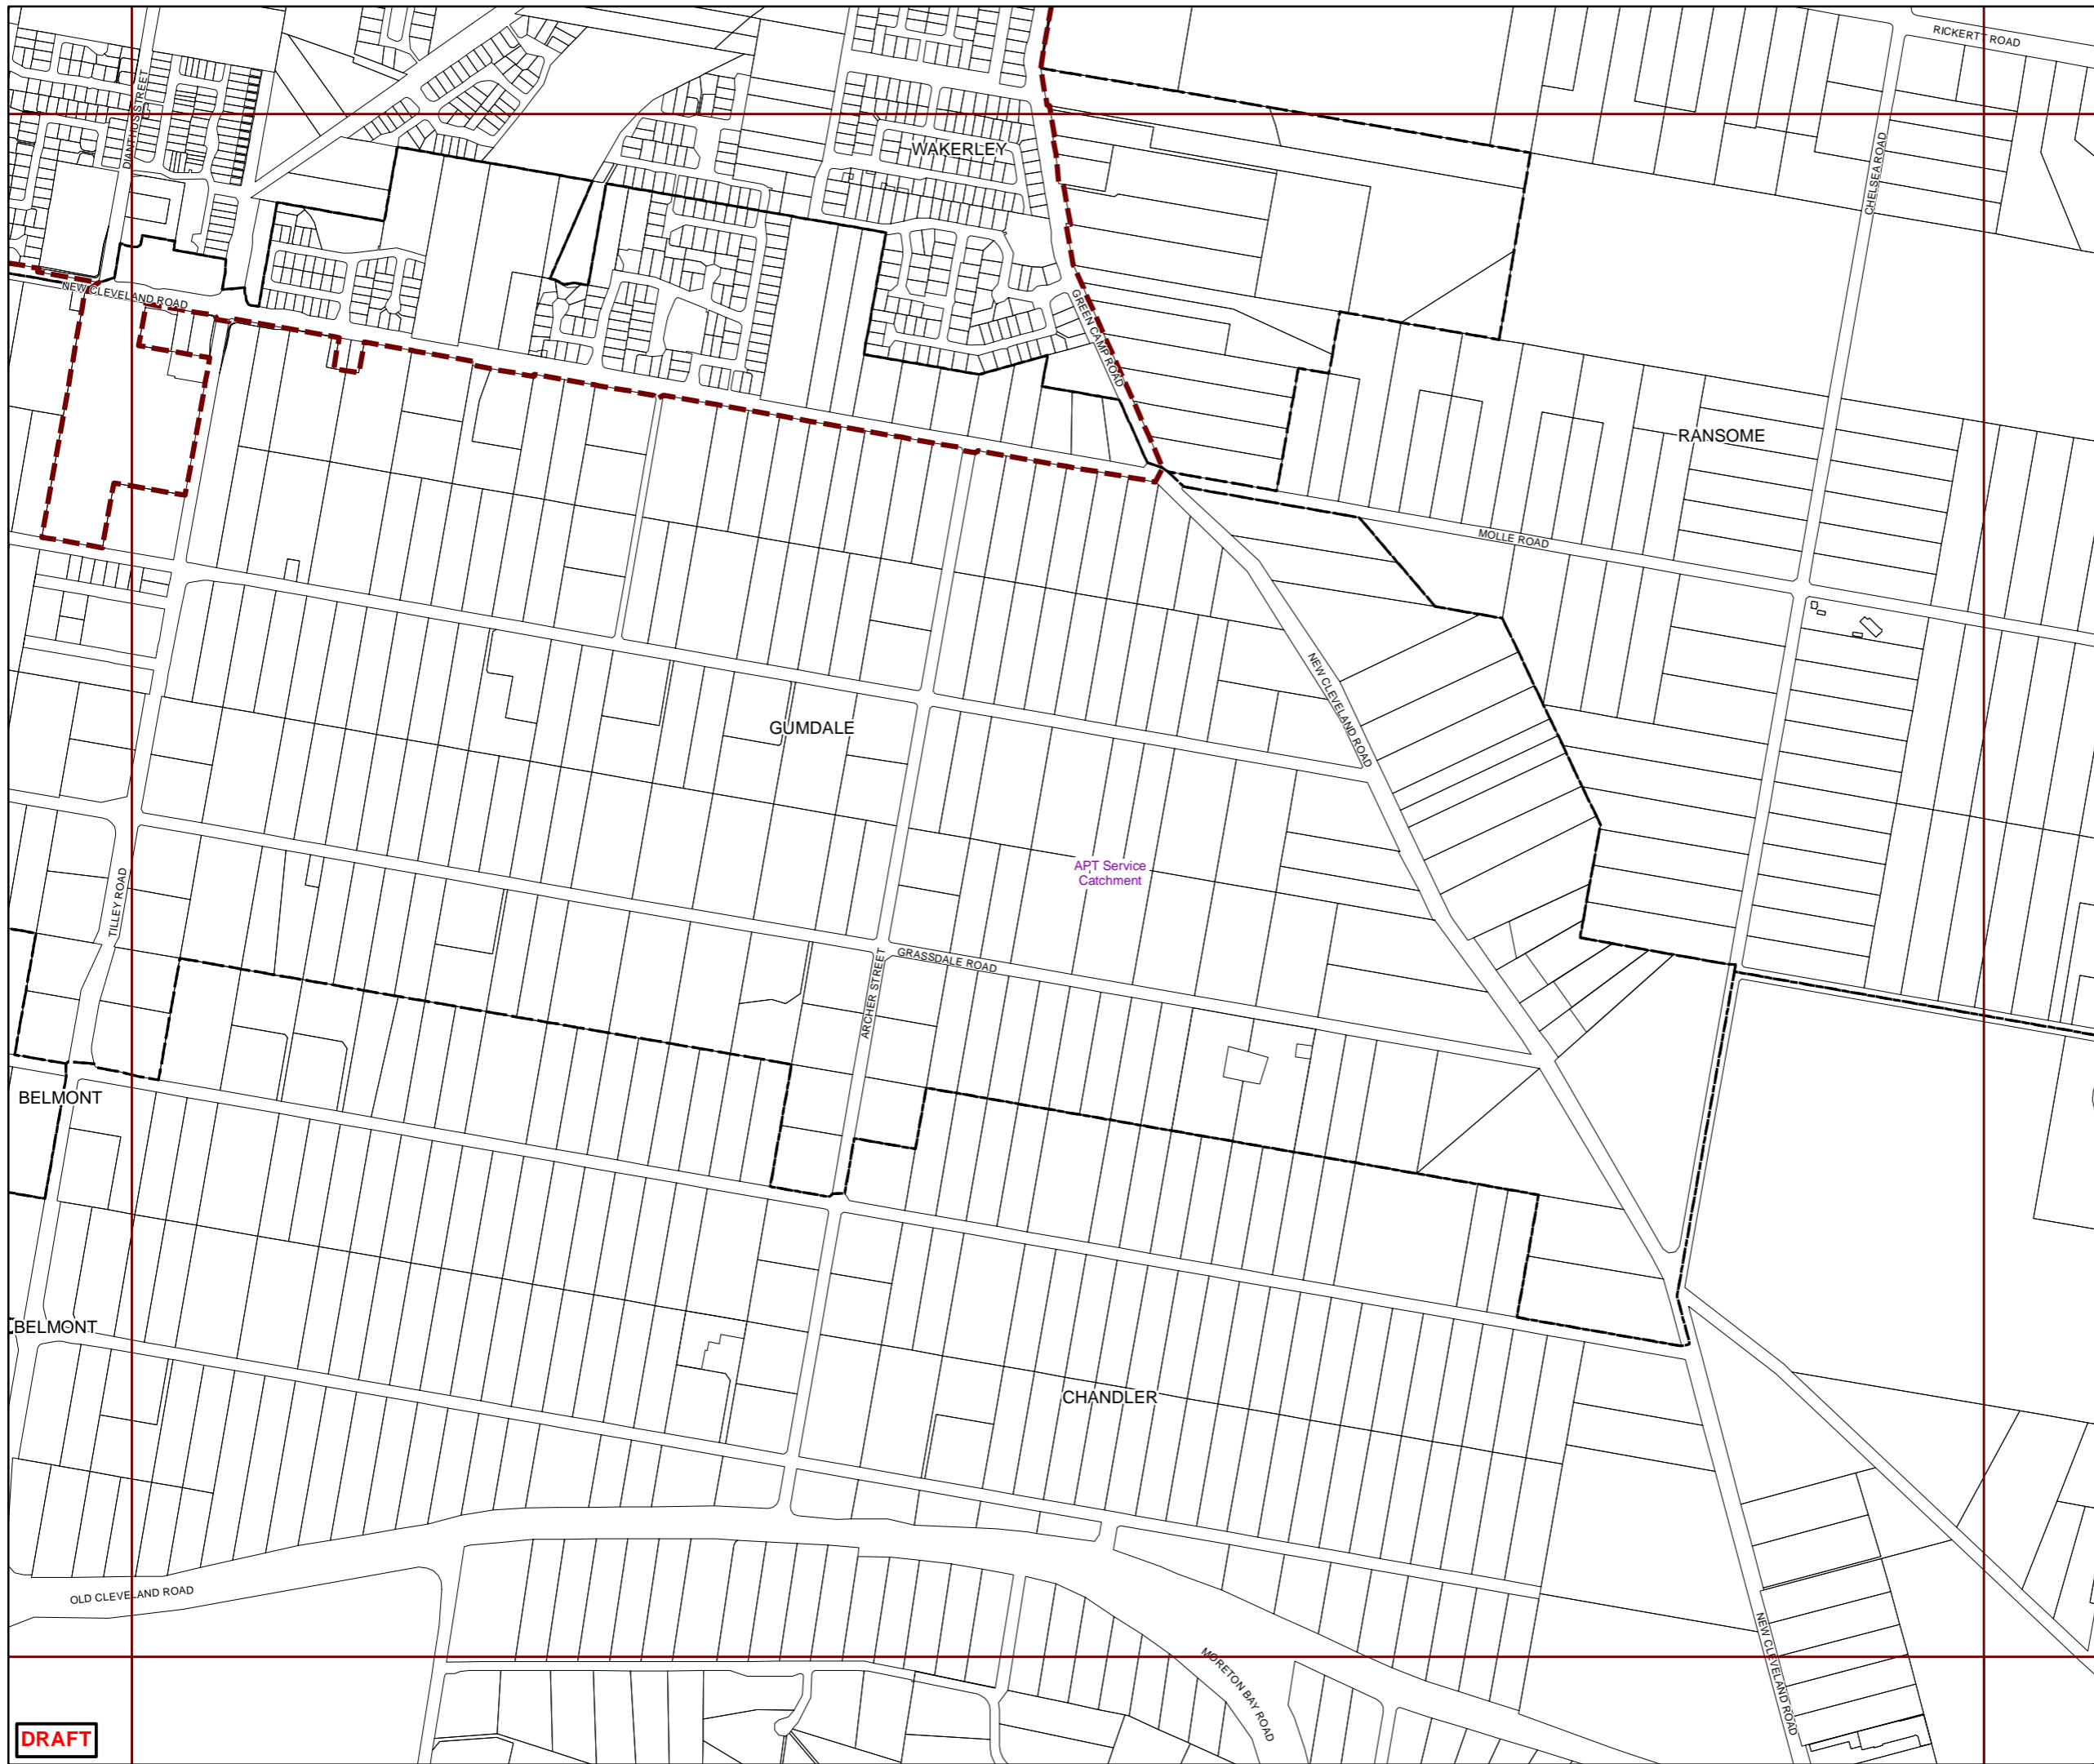 RICKERTT ROAD
DIANTHUS STREET
WAKERLEY
CHELSEA ROAD
NEW CLEVELAND ROAD
GREEN CAMP ROAD
RANSOME
MOLLE ROAD
NEW CLEVELAND ROAD
GUMDALE
APT Service
Catchment
TILLEY ROAD
GRASSDALE ROAD
ARCHER STREET
BELMONT
BELMONT
CHANDLER
OLD CLEVELAND ROAD
MORETON BAY ROAD
NEW CLEVELAND ROAD
DRAFT